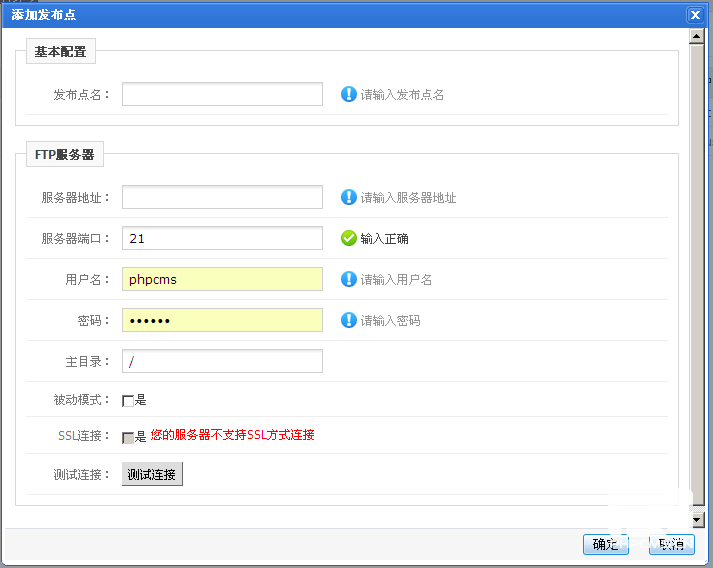 添加发布点
基本配置
发布点名： 请输入发布点名
FTP服务器
服务器地址： 请输入服务器地址
服务器端口： 21 输入正确
用户名： phpcms 请输入用户名
密码： •••••• 请输入密码
主目录： /
被动模式： 是
SSL连接： 是 您的服务器不支持SSL方式连接
测试连接： 测试连接
确定 取消